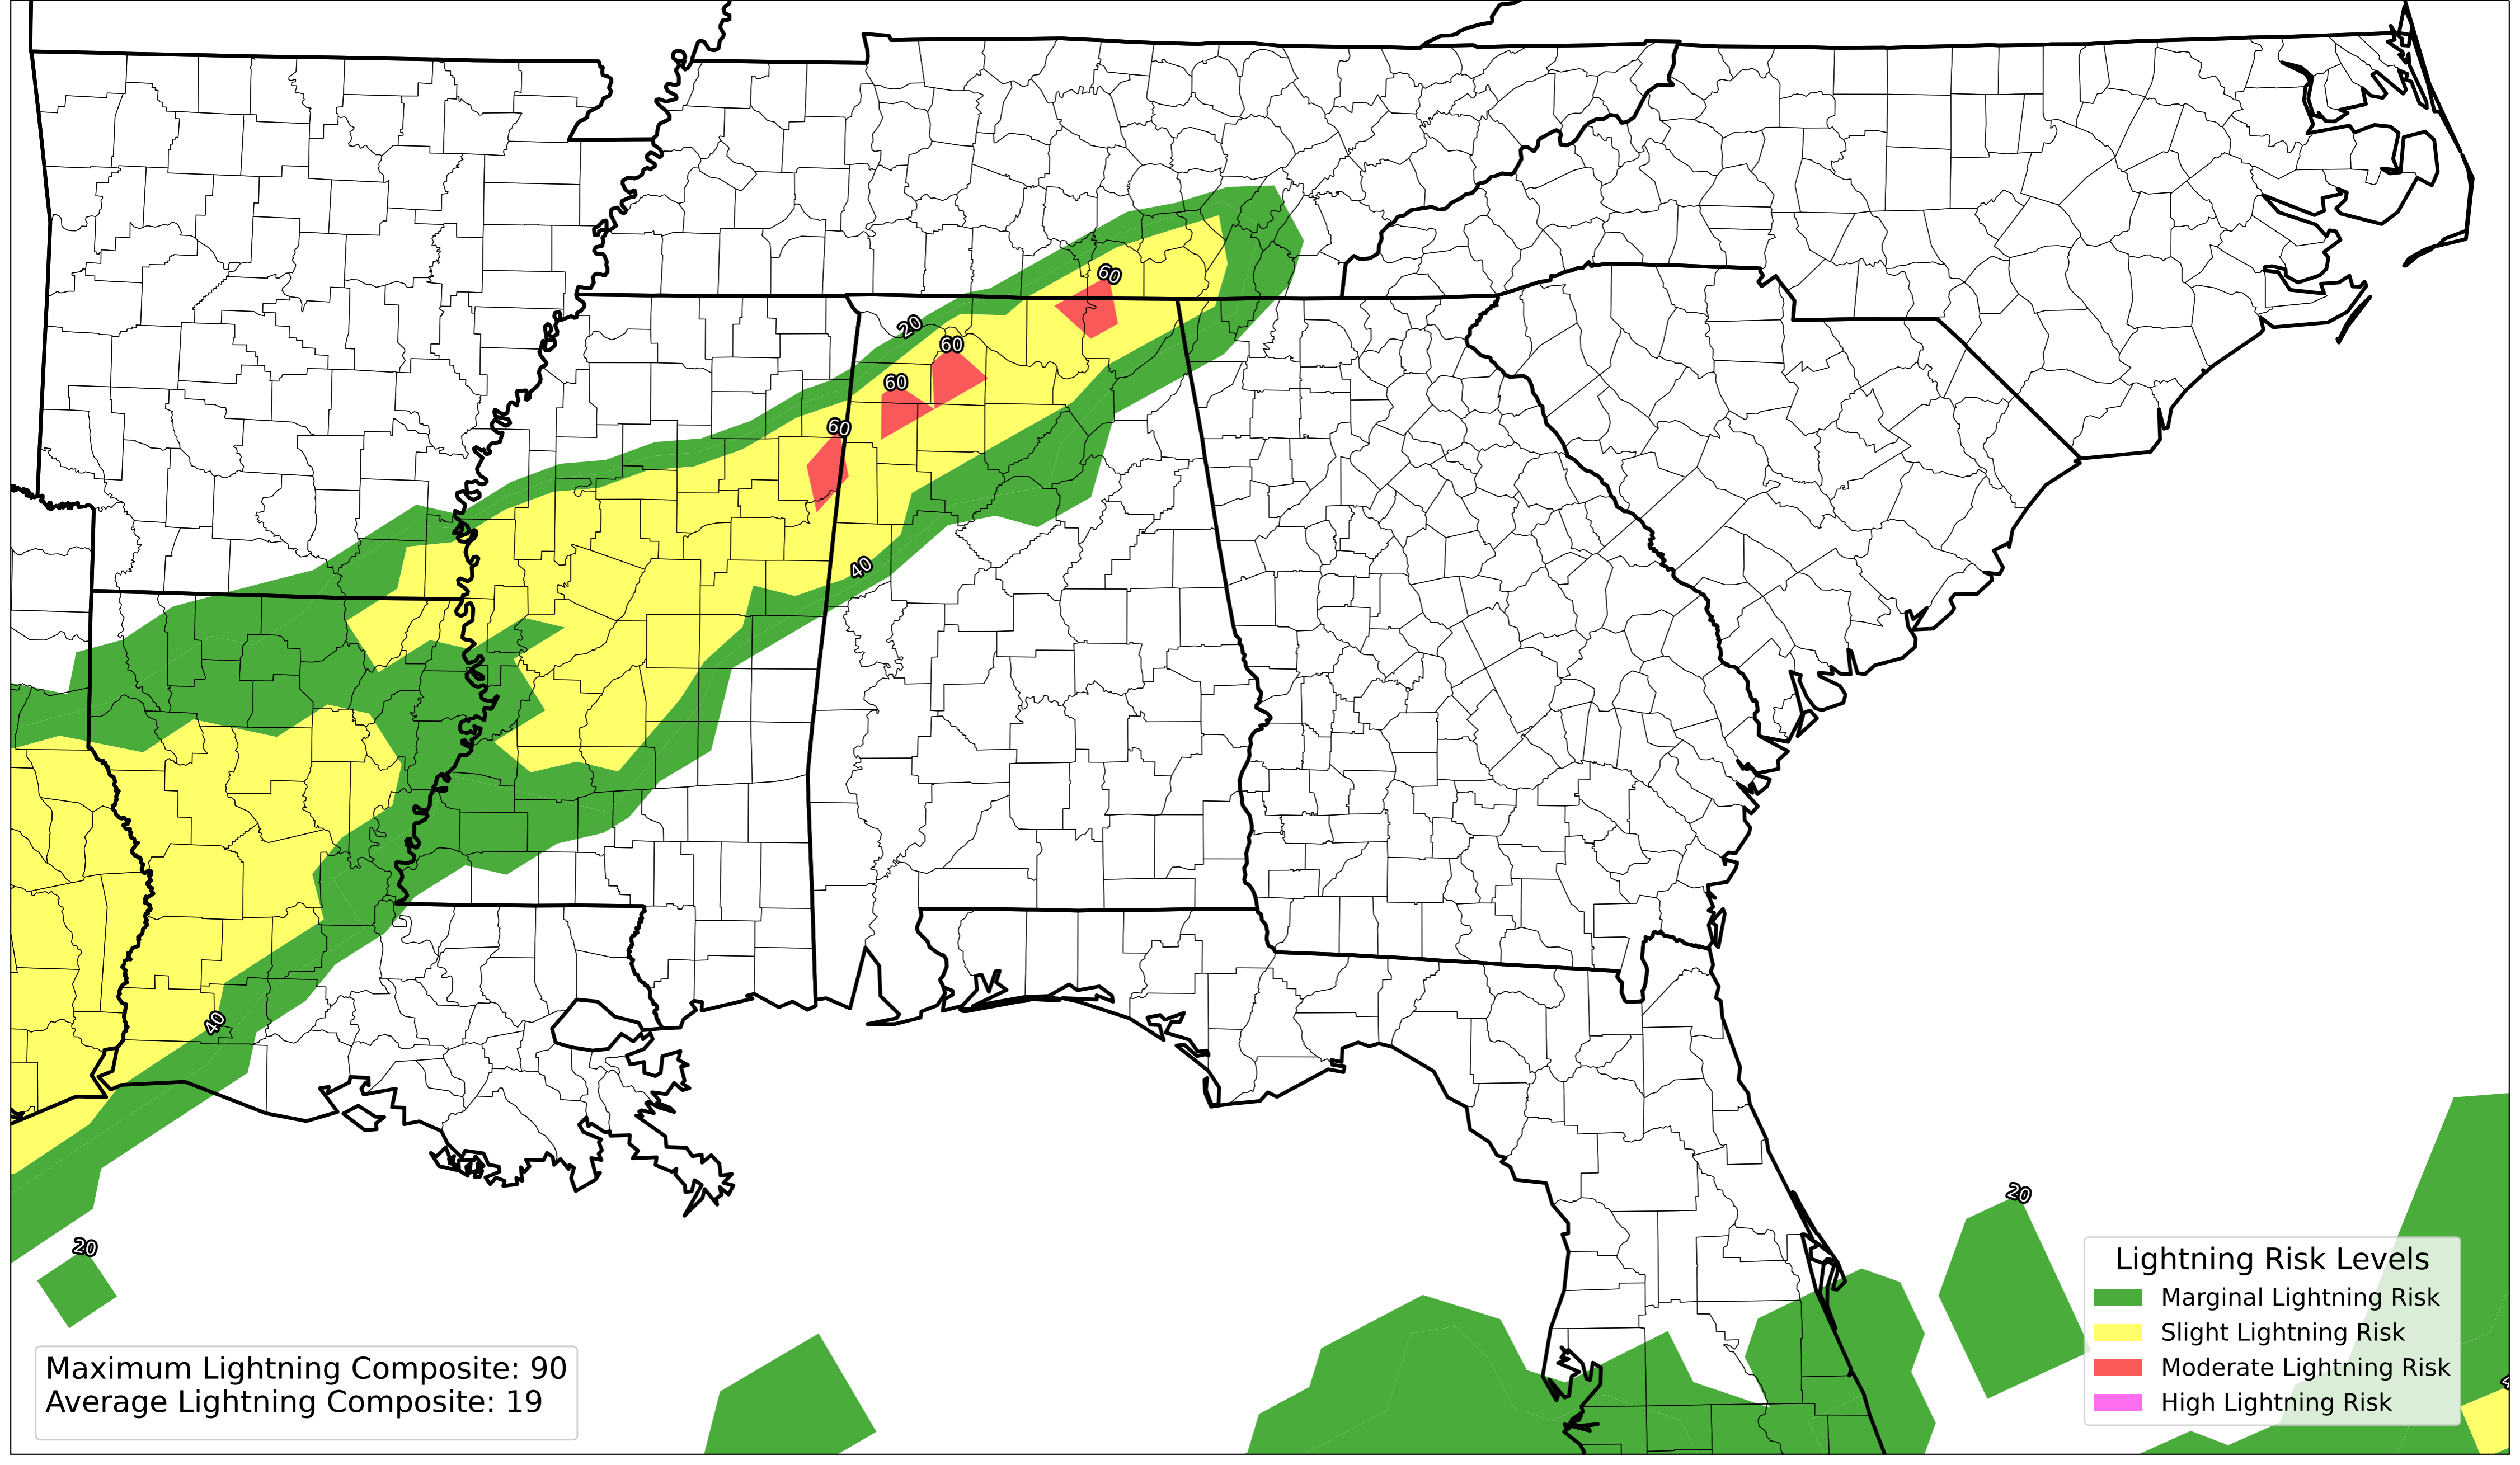 60
20
60
60
60
40
40
20
20
Lightning Risk Levels
Marginal Lightning Risk
Slight Lightning Risk
Moderate Lightning Risk
High Lightning Risk
Maximum Lightning Composite: 90
Average Lightning Composite: 19